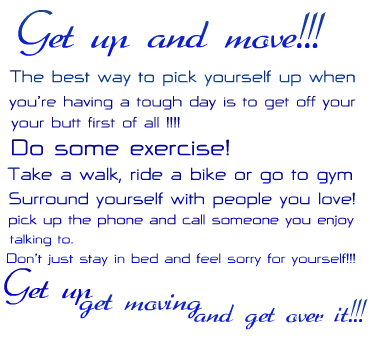 Get up and move!!!
The best way to pick yourself up when
you're having a tough day is to get off your
your butt first of all !!!!
Do some exercise!
Take a walk, ride a bike or go to gym
Surround yourself with people you love!
pick up the phone and call someone you enjoy
talking to.
Don't just stay in bed and feel sorry for yourself!!!
Get up
get moving
and get over it!!!